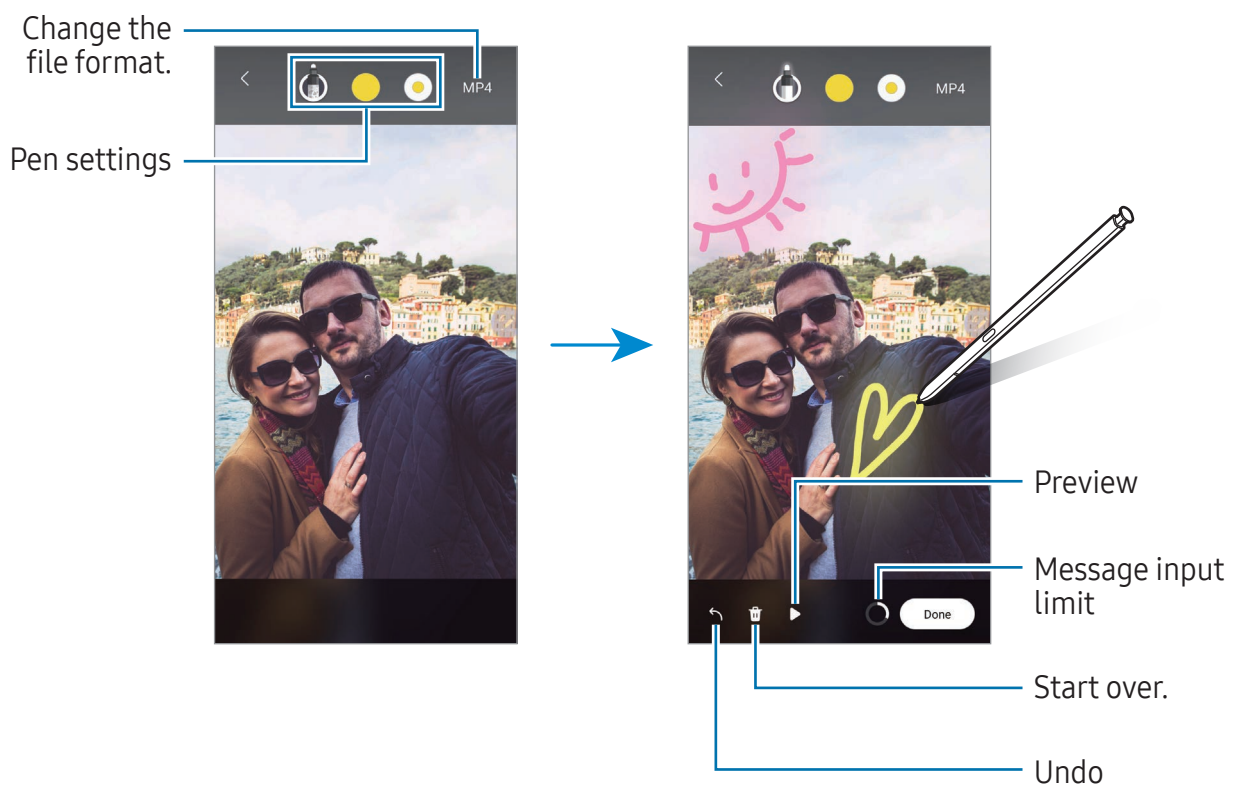 Change the
file format.
MP4
Pen settings
MP4
Preview
Message input
limit
Done
Start over.
Undo